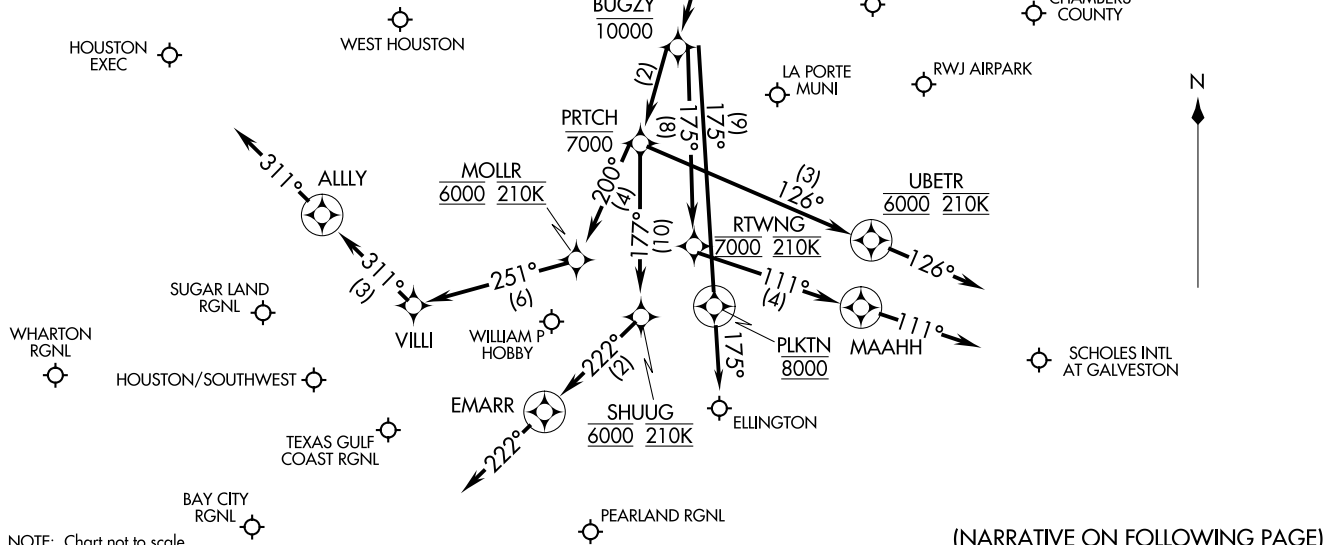 BUGZY
10000
CHAMBERS
COUNTY
HOUSTON
EXEC
WEST HOUSTON
LA PORTE
MUNI
RWJ AIRPARK
N
(2)
PRTCH
7000
(8)
175°
175°
(9)
311°
ALLLY
MOLLR
6000 210K
200°
(4)
(3)
126°
UBETR
6000 210K
126°
177°
(10)
RTWNG
7000 210K
311°
(3)
251°
(6)
111°
(4)
111°
SUGAR LAND
RGNL
VILLI
WILLIAM P
HOBBY
PLKTN
8000
MAAHH
175°
WHARTON
RGNL
HOUSTON/SOUTHWEST
222°
(2)
SCHOLES INTL
AT GALVESTON
EMARR
SHUUG
6000 210K
ELLINGTON
TEXAS GULF
COAST RGNL
222°
BAY CITY
RGNL
PEARLAND RGNL
NOTE: Chart not to scale
(NARRATIVE ON FOLLOWING PAGE)